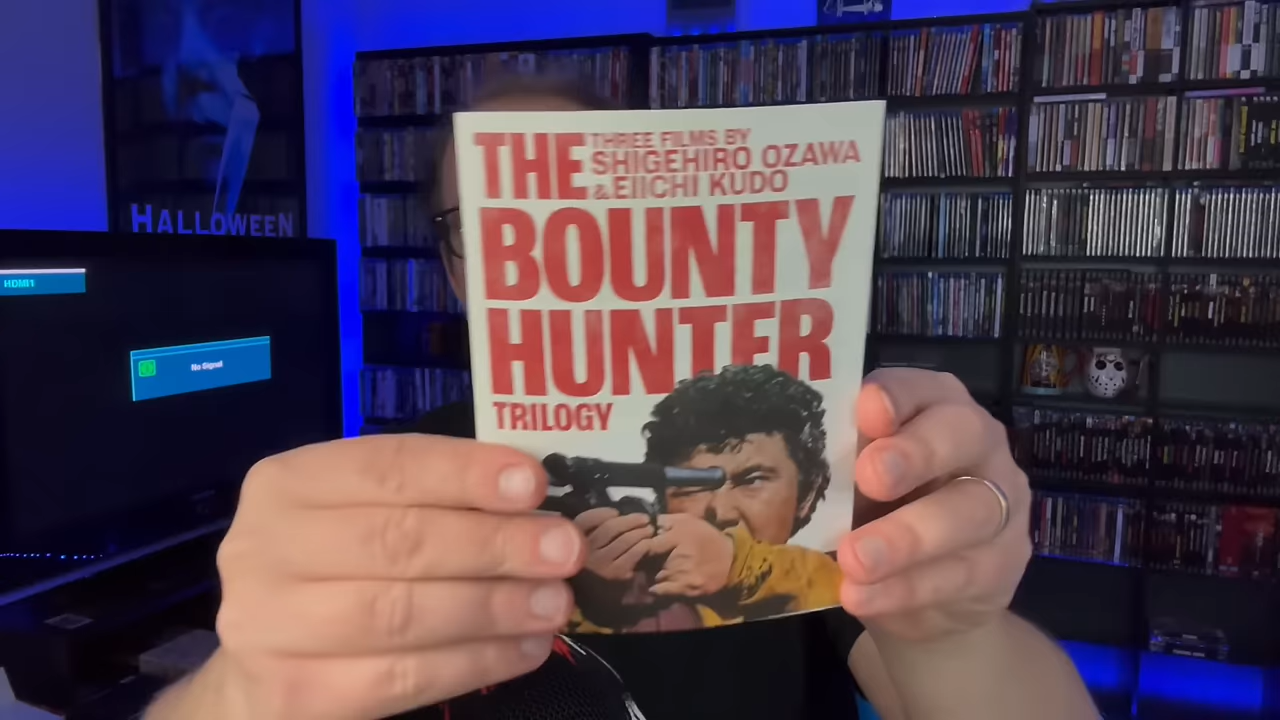 HALLOWEEN
HDMI1
No Signal
THE
THREE FILMS BY
SHIGEHIRO OZAWA
& EIICHI KUDO
BOUNTY
HUNTER
TRILOGY